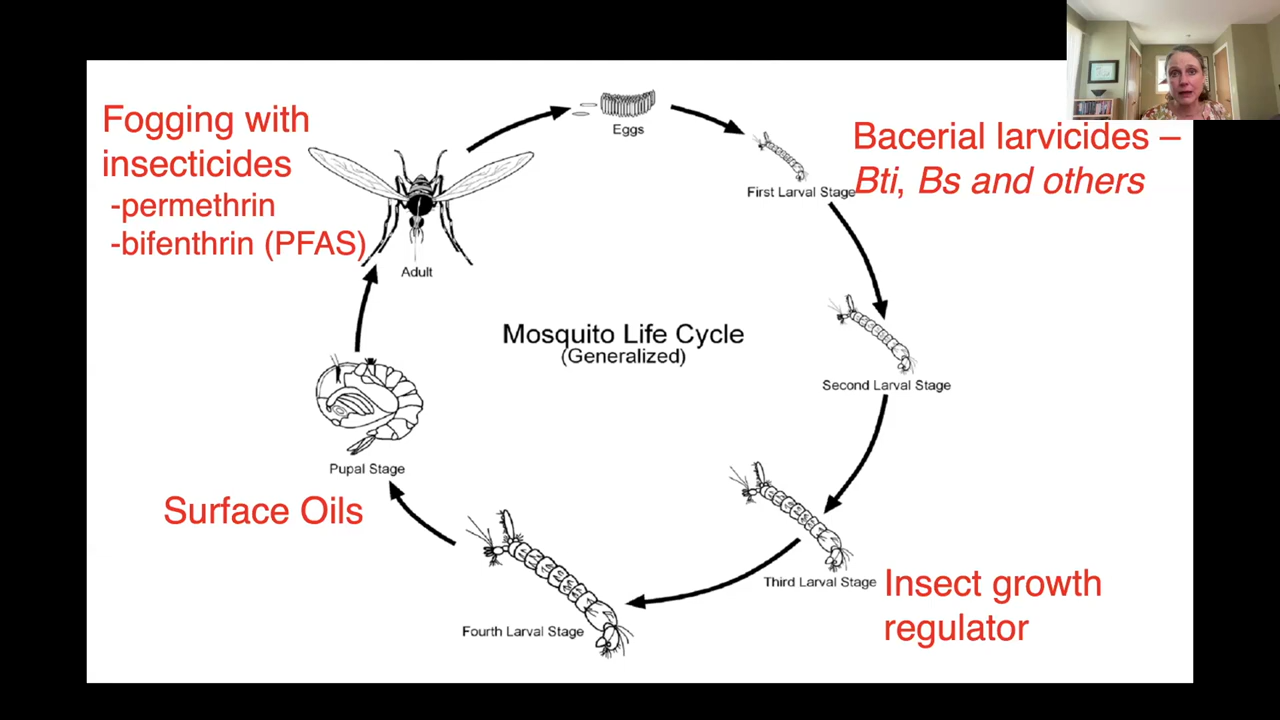 Fogging with
insecticides
-permethrin
-bifenthrin (PFAS)
Eggs
First Larval Stage
Bacerial larvicides –
Bti, Bs and others
Adult
Mosquito Life Cycle
(Generalized)
Second Larval Stage
Pupal Stage
Surface Oils
Third Larval Stage
Insect growth
regulator
Fourth Larval Stage